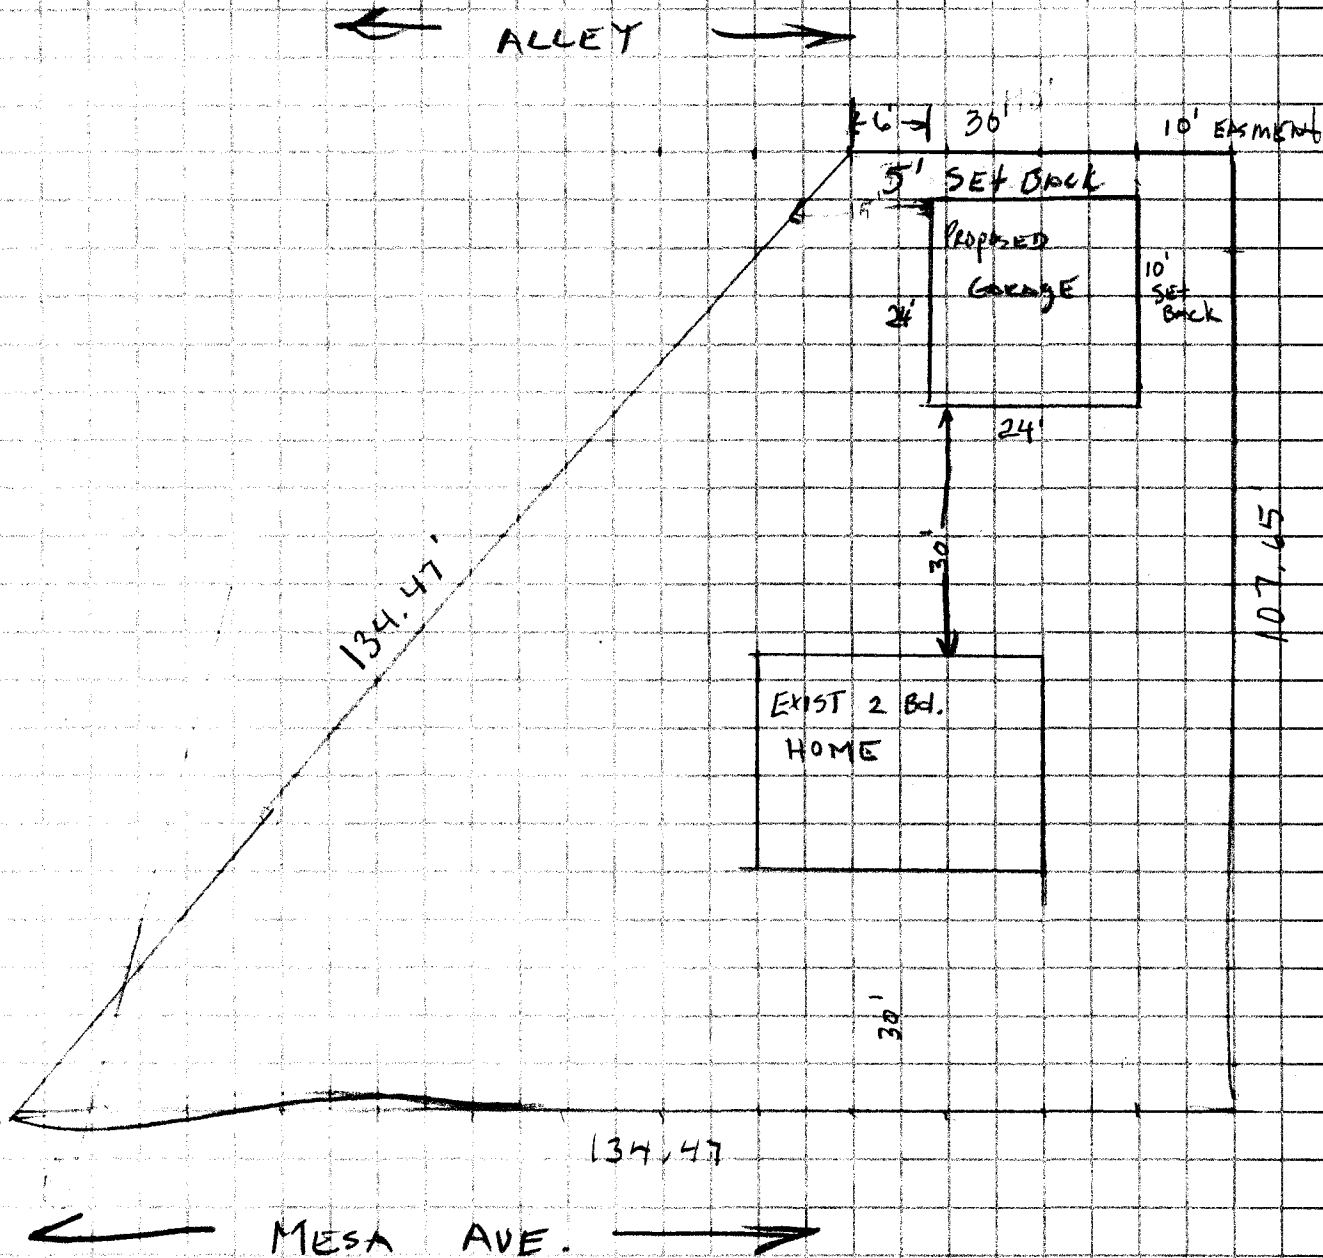 ALLEY
6'
30'
10' EASMENT
5' SET BACK
PROPOSED
GARAGE
24'
10'
SET
BACK
24'
30'
107.65'
134.47'
EXIST 2 Bd.
HOME
30'
134.47
MESA AVE.